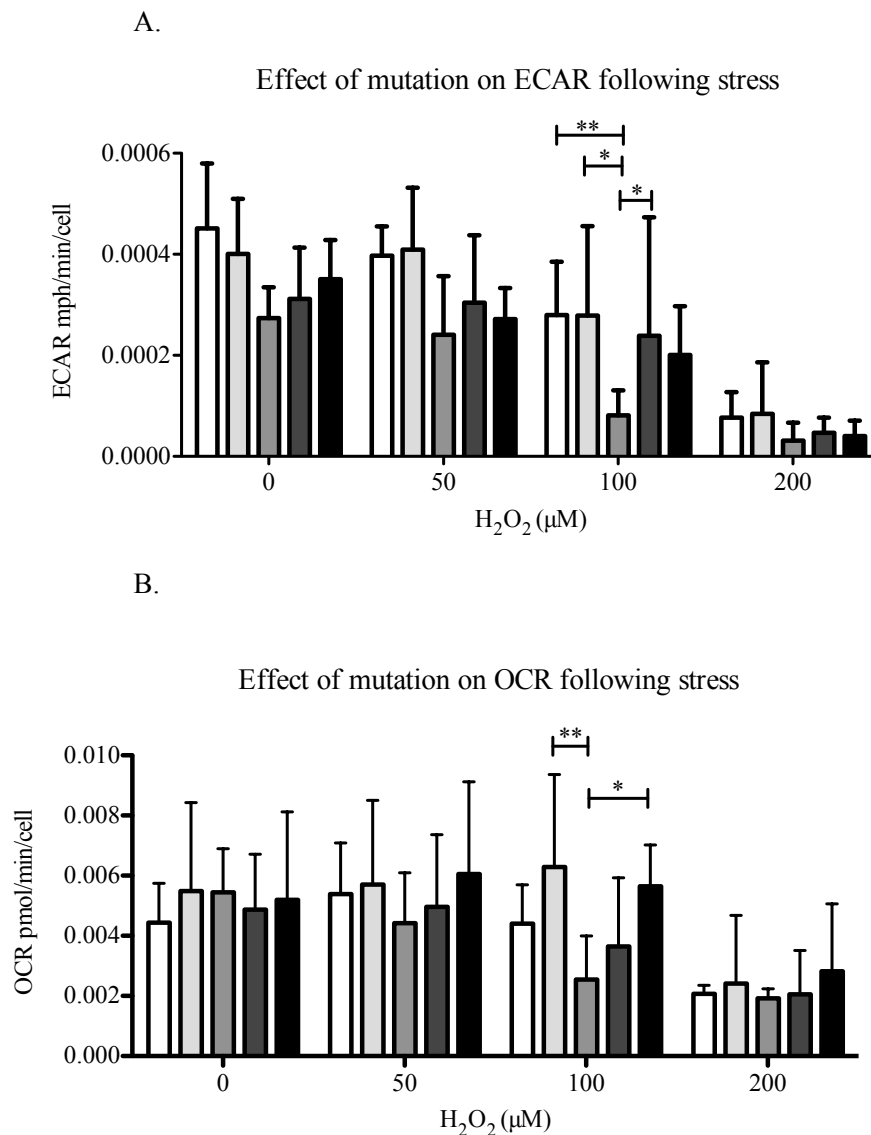 A.
Effect of mutation on ECAR following stress
**
*
*
0.0006
0.0004
0.0002
0.0000
ECAR mph/min/cell
0 50 100 200
H₂O₂ (μM)
B.
Effect of mutation on OCR following stress
**
*
0.010
0.008
0.006
0.004
0.002
0.000
OCR pmol/min/cell
0 50 100 200
H₂O₂ (μM)